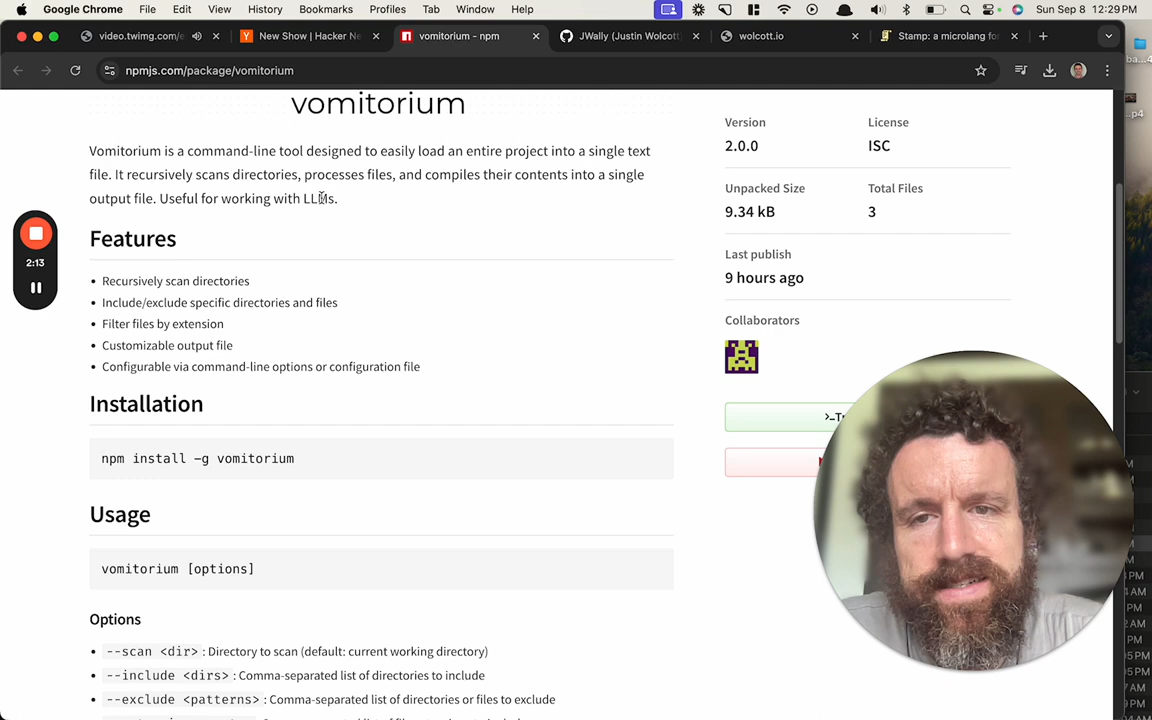 Google Chrome File Edit View History Bookmarks Profiles Tab Window Help Sun Sep 8 12:29 PM
video.twimg.com/e New Show | Hacker Ne vomitorium - npm JWally (Justin Wolcott) wolcott.io Stamp: a microlang for
npmjs.com/package/vomitorium
vomitorium
Vomitorium is a command-line tool designed to easily load an entire project into a single text
file. It recursively scans directories, processes files, and compiles their contents into a single
output file. Useful for working with LLMs.
Features
Recursively scan directories
Include/exclude specific directories and files
Filter files by extension
Customizable output file
Configurable via command-line options or configuration file
Installation
npm install -g vomitorium
Usage
vomitorium [options]
Options
--scan <dir> : Directory to scan (default: current working directory)
--include <dirs> : Comma-separated list of directories to include
--exclude <patterns> : Comma-separated list of directories or files to exclude
Version License
2.0.0 ISC
Unpacked Size Total Files
9.34 kB 3
Last publish
9 hours ago
Collaborators
2:13